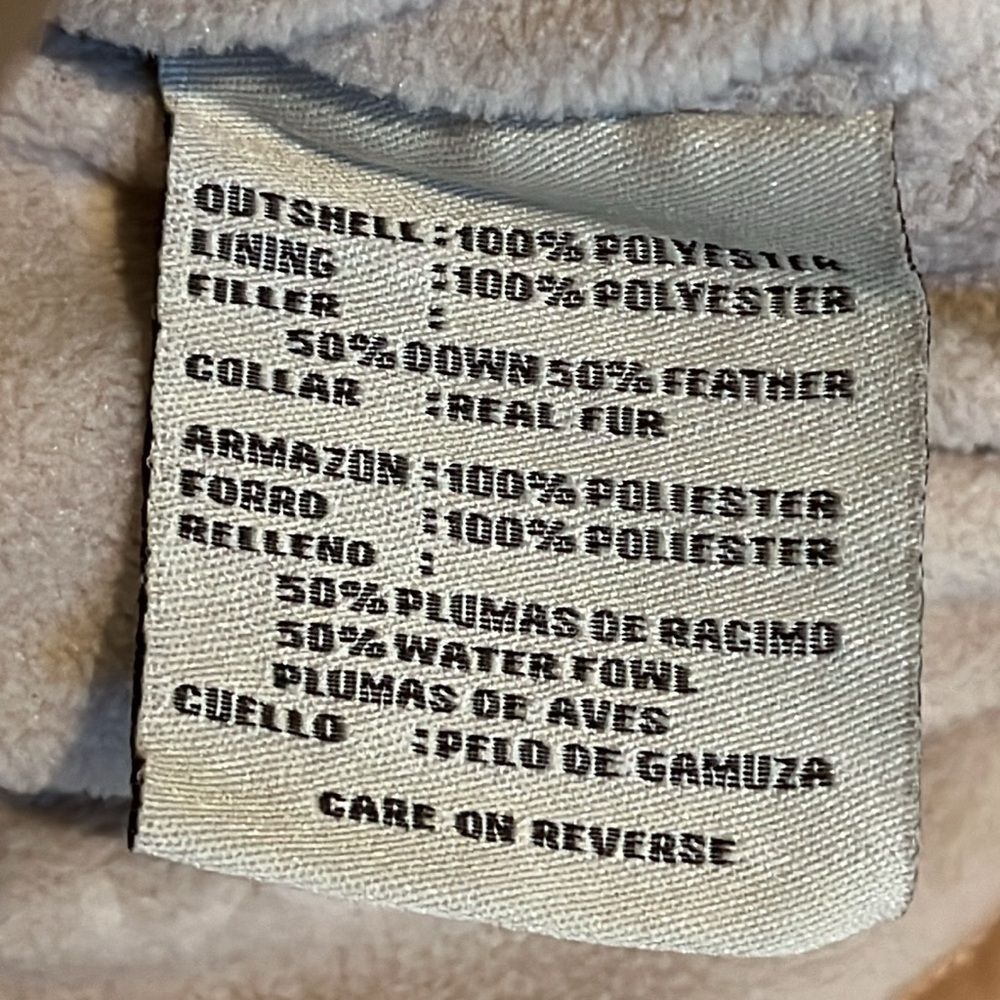 OUTSHELL :100% POLYESTER
LINING :100% POLYESTER
FILLER :
50% DOWN 50% FEATHER
COLLAR :REAL FUR
ARMAZON :100% POLIESTER
FORRO :100% POLIESTER
RELLENO :
50% PLUMAS DE RACIMO
50% WATER FOWL
PLUMAS DE AVES
CUELLO :PELO DE GAMUZA
CARE ON REVERSE